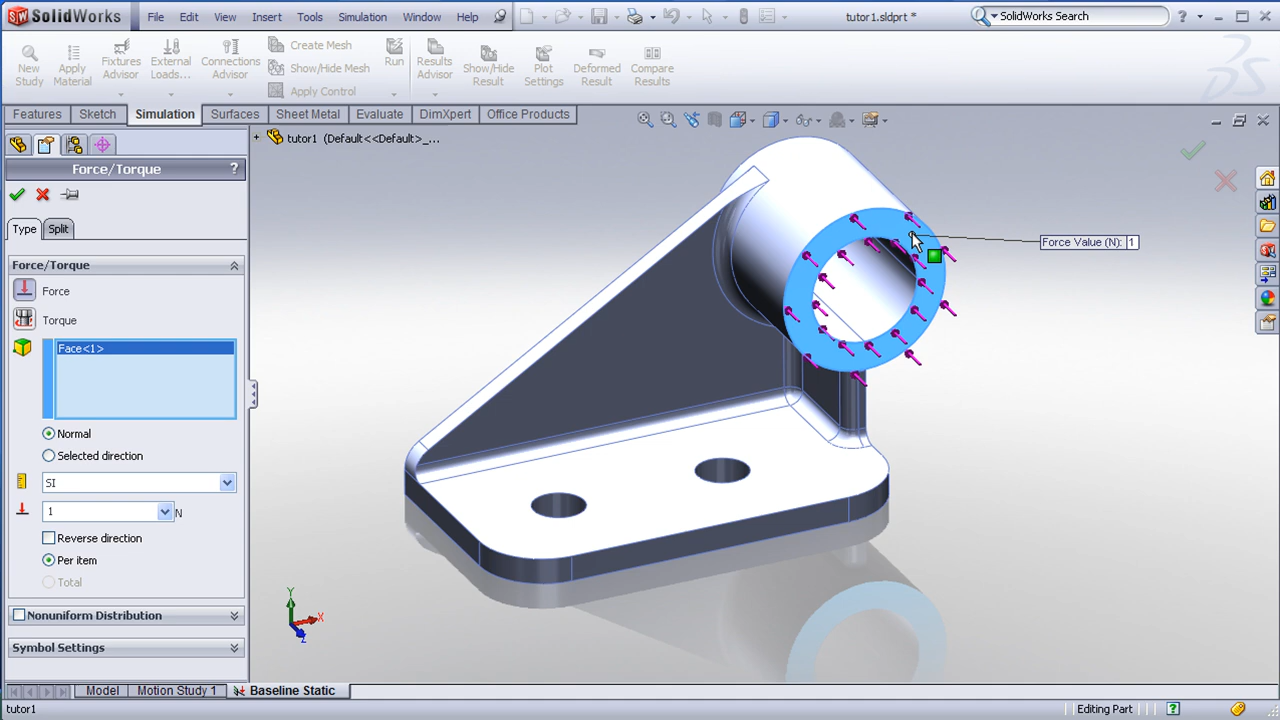 SolidWorks File Edit View Insert Tools Simulation Window Help tutor1.sldprt * SolidWorks Search
New Study
Apply Material
Fixtures Advisor
External Loads...
Connections Advisor
Create Mesh
Show/Hide Mesh
Apply Control
Run
Results Advisor
Show/Hide Result
Plot Settings
Deformed Result
Compare Results
Features Sketch Simulation Surfaces Sheet Metal Evaluate DimXpert Office Products
tutor1 (Default<<Default>_...
Force/Torque ?
Type Split
Force/Torque
Force
Torque
Face<1>
Normal
Selected direction
SI
1 N
Reverse direction
Per item
Total
Nonuniform Distribution
Symbol Settings
Force Value (N): 1
Y
X
Z
Model Motion Study 1 Baseline Static
tutor1 Editing Part ?